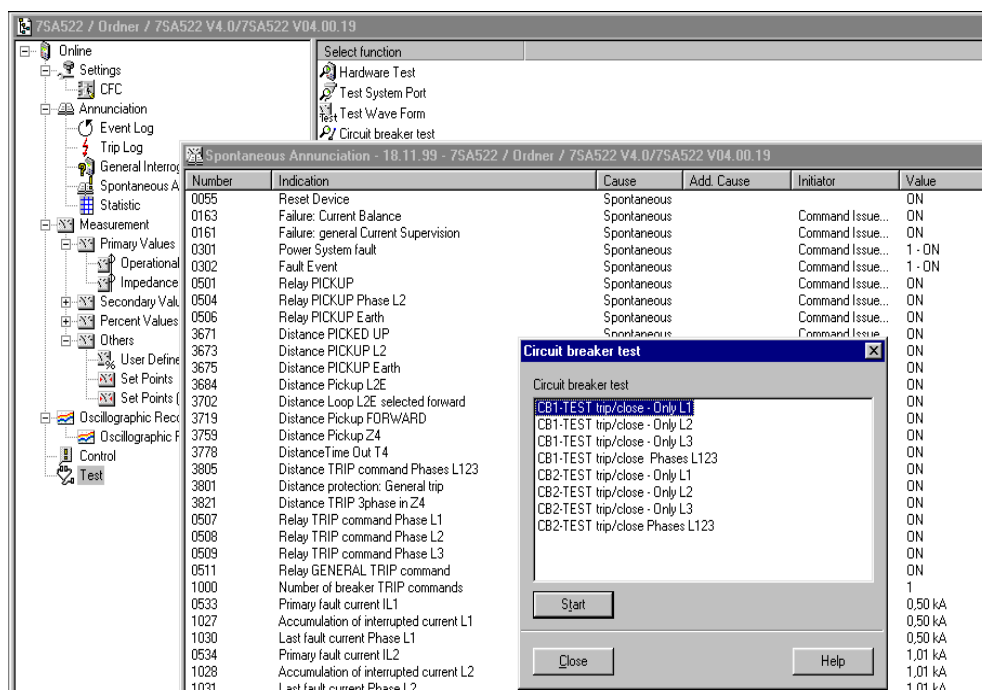 7SA522 / Ordner / 7SA522 V4.0/7SA522 V04.00.19
Online
Settings
CFC
Annunciation
Event Log
Trip Log
General Interrog
Spontaneous A
Statistic
Measurement
Primary Values
Operational
Impedance
Secondary Valu
Percent Values
Others
User Define
Set Points
Set Points (
Oscillographic Reco
Oscillographic F
Control
Test
Select function
Hardware Test
Test System Port
Test Wave Form
Circuit breaker test
Spontaneous Annunciation - 18.11.99 - 7SA522 / Ordner / 7SA522 V4.0/7SA522 V04.00.19
Number Indication Cause Add. Cause Initiator Value
0055 Reset Device Spontaneous ON
0163 Failure: Current Balance Spontaneous Command Issue... ON
0161 Failure: general Current Supervision Spontaneous Command Issue... ON
0301 Power System fault Spontaneous Command Issue... 1 - ON
0302 Fault Event Spontaneous Command Issue... 1 - ON
0501 Relay PICKUP Spontaneous Command Issue... ON
0504 Relay PICKUP Phase L2 Spontaneous Command Issue... ON
0506 Relay PICKUP Earth Spontaneous Command Issue... ON
3671 Distance PICKED UP Spontaneous Command Issue... ON
3673 Distance PICKUP L2 ON
3675 Distance PICKUP Earth ON
3684 Distance Pickup L2E ON
3702 Distance Loop L2E selected forward ON
3719 Distance Pickup FORWARD ON
3759 Distance Pickup Z4 ON
3778 DistanceTime Out T4 ON
3805 Distance TRIP command Phases L123 ON
3801 Distance protection: General trip ON
3821 Distance TRIP 3phase in Z4 ON
0507 Relay TRIP command Phase L1 ON
0508 Relay TRIP command Phase L2 ON
0509 Relay TRIP command Phase L3 ON
0511 Relay GENERAL TRIP command ON
1000 Number of breaker TRIP commands 1
0533 Primary fault current IL1 0,50 kA
1027 Accumulation of interrupted current L1 0,50 kA
1030 Last fault current Phase L1 0,50 kA
0534 Primary fault current IL2 1,01 kA
1028 Accumulation of interrupted current L2 1,01 kA
1031 Last fault current Phase L2 1,01 kA
Circuit breaker test
Circuit breaker test
CB1-TEST trip/close - Only L1
CB1-TEST trip/close - Only L2
CB1-TEST trip/close - Only L3
CB1-TEST trip/close Phases L123
CB2-TEST trip/close - Only L1
CB2-TEST trip/close - Only L2
CB2-TEST trip/close - Only L3
CB2-TEST trip/close Phases L123
Start
Close Help